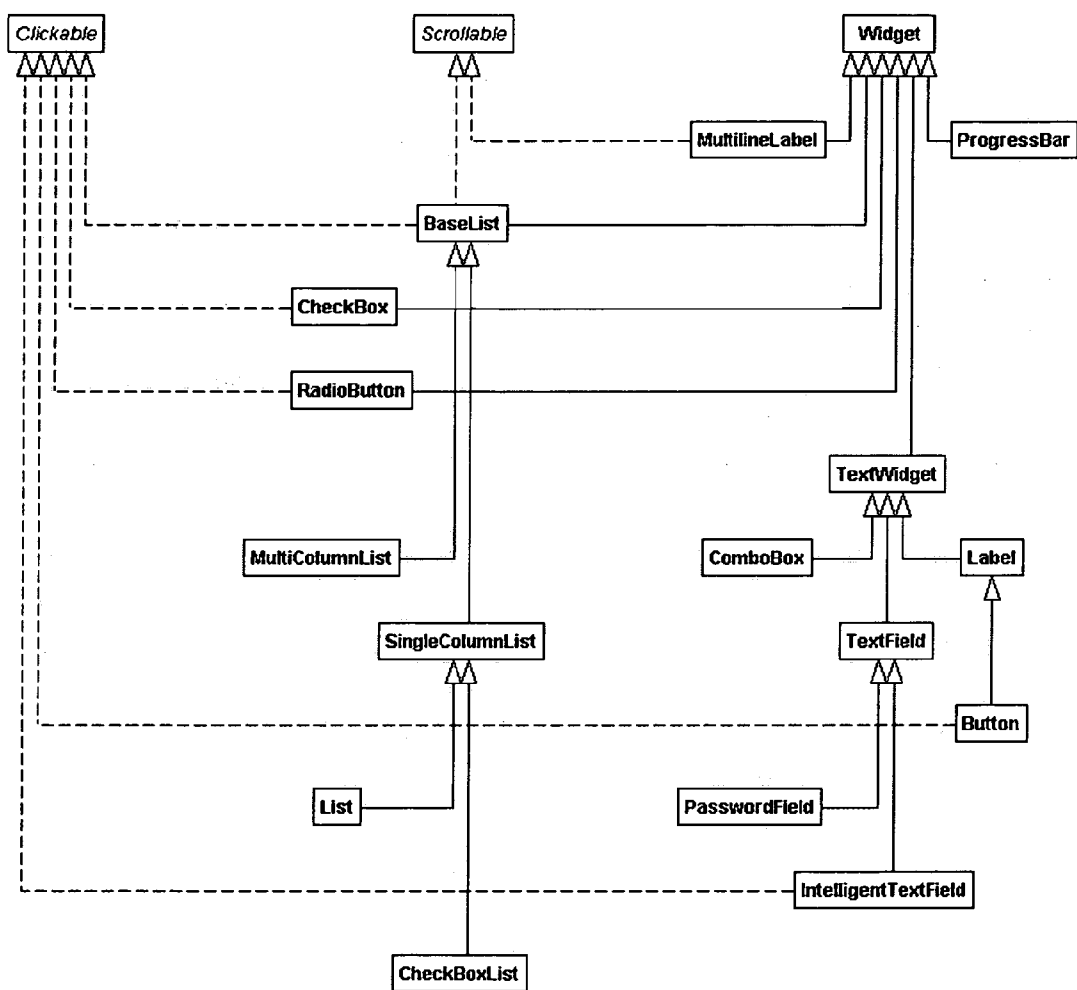 Clickable
Scrollable
Widget
MultilineLabel
ProgressBar
BaseList
CheckBox
RadioButton
TextWidget
MultiColumnList
ComboBox
Label
SingleColumnList
TextField
Button
List
PasswordField
IntelligentTextField
CheckBoxList